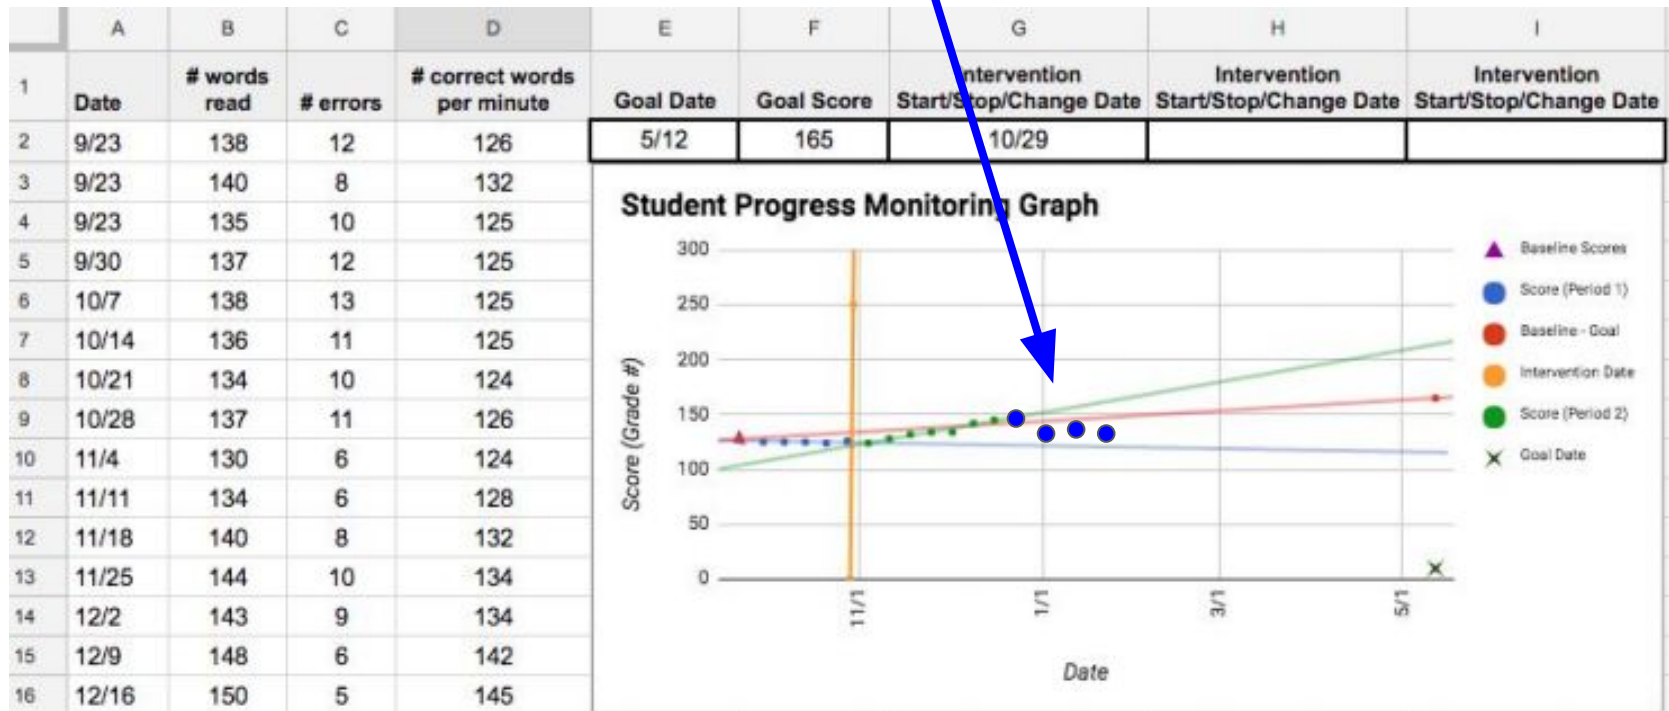 A B C D E F G H I
1 Date # words read # errors # correct words per minute Goal Date Goal Score Intervention Start/Stop/Change Date Intervention Start/Stop/Change Date Intervention Start/Stop/Change Date
2 9/23 138 12 126 5/12 165 10/29
3 9/23 140 8 132
4 9/23 135 10 125
5 9/30 137 12 125
6 10/7 138 13 125
7 10/14 136 11 125
8 10/21 134 10 124
9 10/28 137 11 126
10 11/4 130 6 124
11 11/11 134 6 128
12 11/18 140 8 132
13 11/25 144 10 134
14 12/2 143 9 134
15 12/9 148 6 142
16 12/16 150 5 145
Student Progress Monitoring Graph
Score (Grade #)
300
250
200
150
100
50
0
11/1 1/1 3/1 5/1
Date
Baseline Scores
Score (Period 1)
Baseline - Goal
Intervention Date
Score (Period 2)
Goal Date